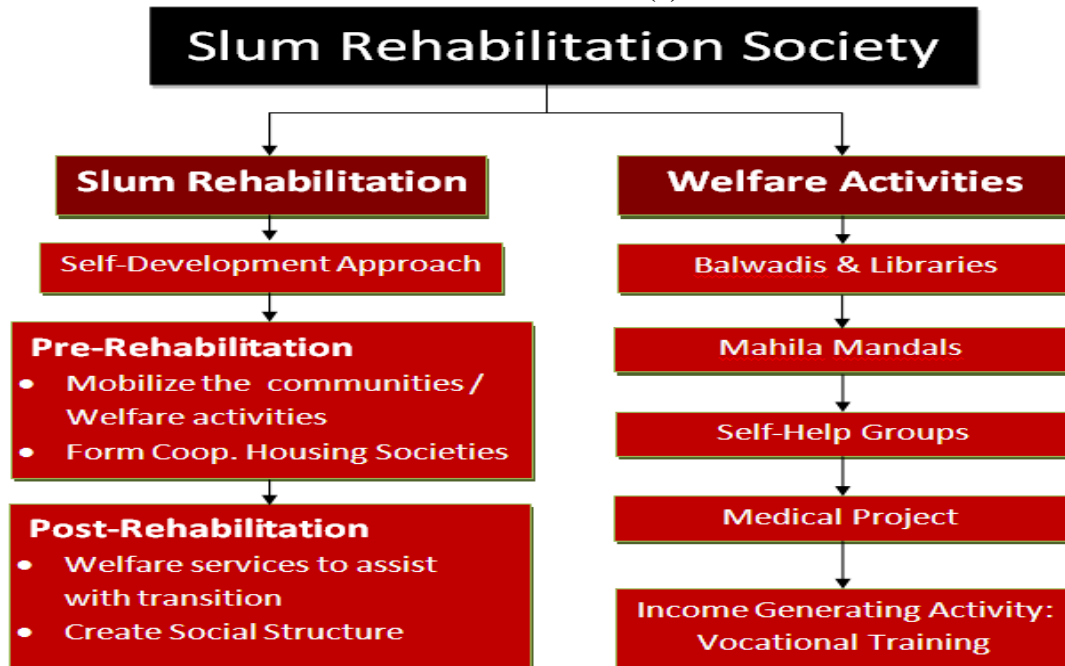 Slum Rehabilitation Society
Slum Rehabilitation
Self-Development Approach
Pre-Rehabilitation
• Mobilize the communities /
Welfare activities
• Form Coop. Housing Societies
Post-Rehabilitation
• Welfare services to assist
with transition
• Create Social Structure
Welfare Activities
Balwadis & Libraries
Mahila Mandals
Self-Help Groups
Medical Project
Income Generating Activity:
Vocational Training